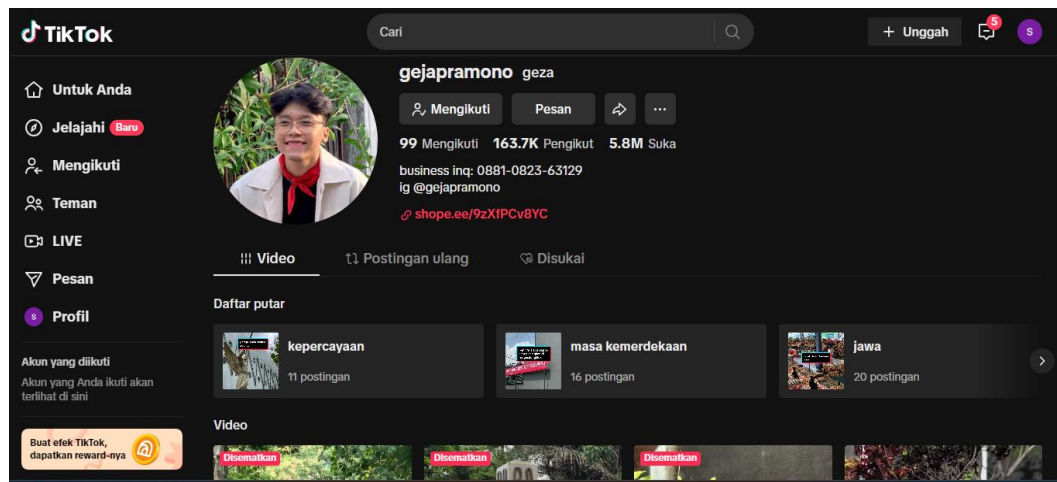 TikTok
Cari
+ Unggah
5
S
Untuk Anda
Jelajahi Baru
Mengikuti
Teman
LIVE
Pesan
S Profil
Akun yang diikuti
Akun yang Anda ikuti akan
terlihat di sini
Buat efek TikTok,
dapatkan reward-nya
gejapramono geza
Mengikuti Pesan ...
99 Mengikuti 163.7K Pengikut 5.8M Suka
business inq: 0881-0823-63129
ig @gejapramono
shope.ee/9zXfPCv8YC
Video Postingan ulang Disukai
Daftar putar
kepercayaan
11 postingan
masa kemerdekaan
16 postingan
jawa
20 postingan
Video
Disematkan Disematkan Disematkan